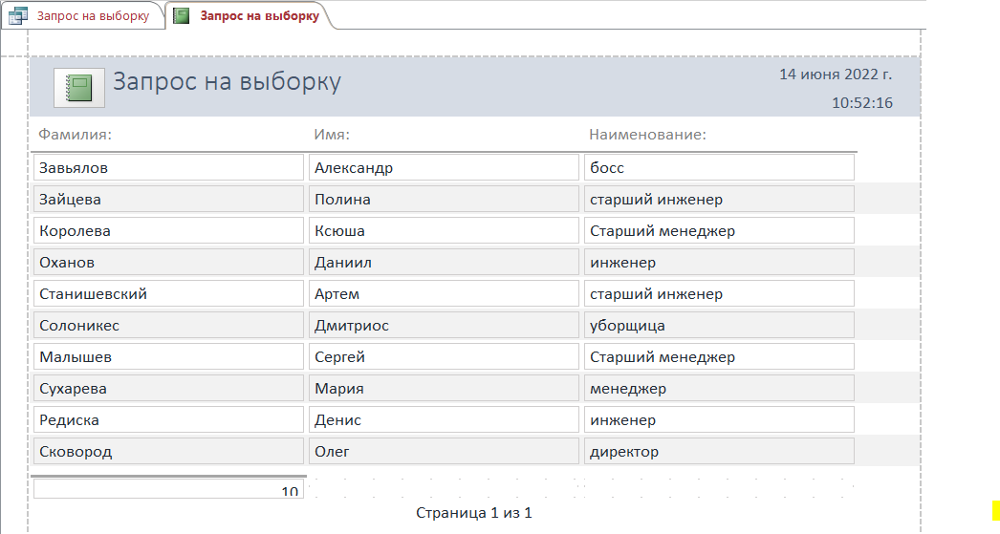 Запрос на выборку Запрос на выборку
Запрос на выборку 14 июня 2022 г.
10:52:16
Фамилия: Имя: Наименование:
Завьялов Александр босс
Зайцева Полина старший инженер
Королева Ксюша Старший менеджер
Оханов Даниил инженер
Станишевский Артем старший инженер
Солоникес Дмитриос уборщица
Малышев Сергей Старший менеджер
Сухарева Мария менеджер
Редиска Денис инженер
Сковород Олег директор
10
Страница 1 из 1